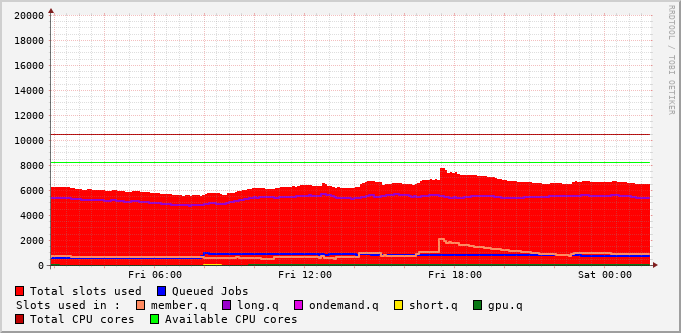 20000
18000
16000
14000
12000
10000
8000
6000
4000
2000
0
Fri 06:00 Fri 12:00 Fri 18:00 Sat 00:00
RRDTOOL / TOBI OETIKER
Total slots used Queued Jobs
Slots used in : member.q long.q ondemand.q short.q gpu.q
Total CPU cores Available CPU cores